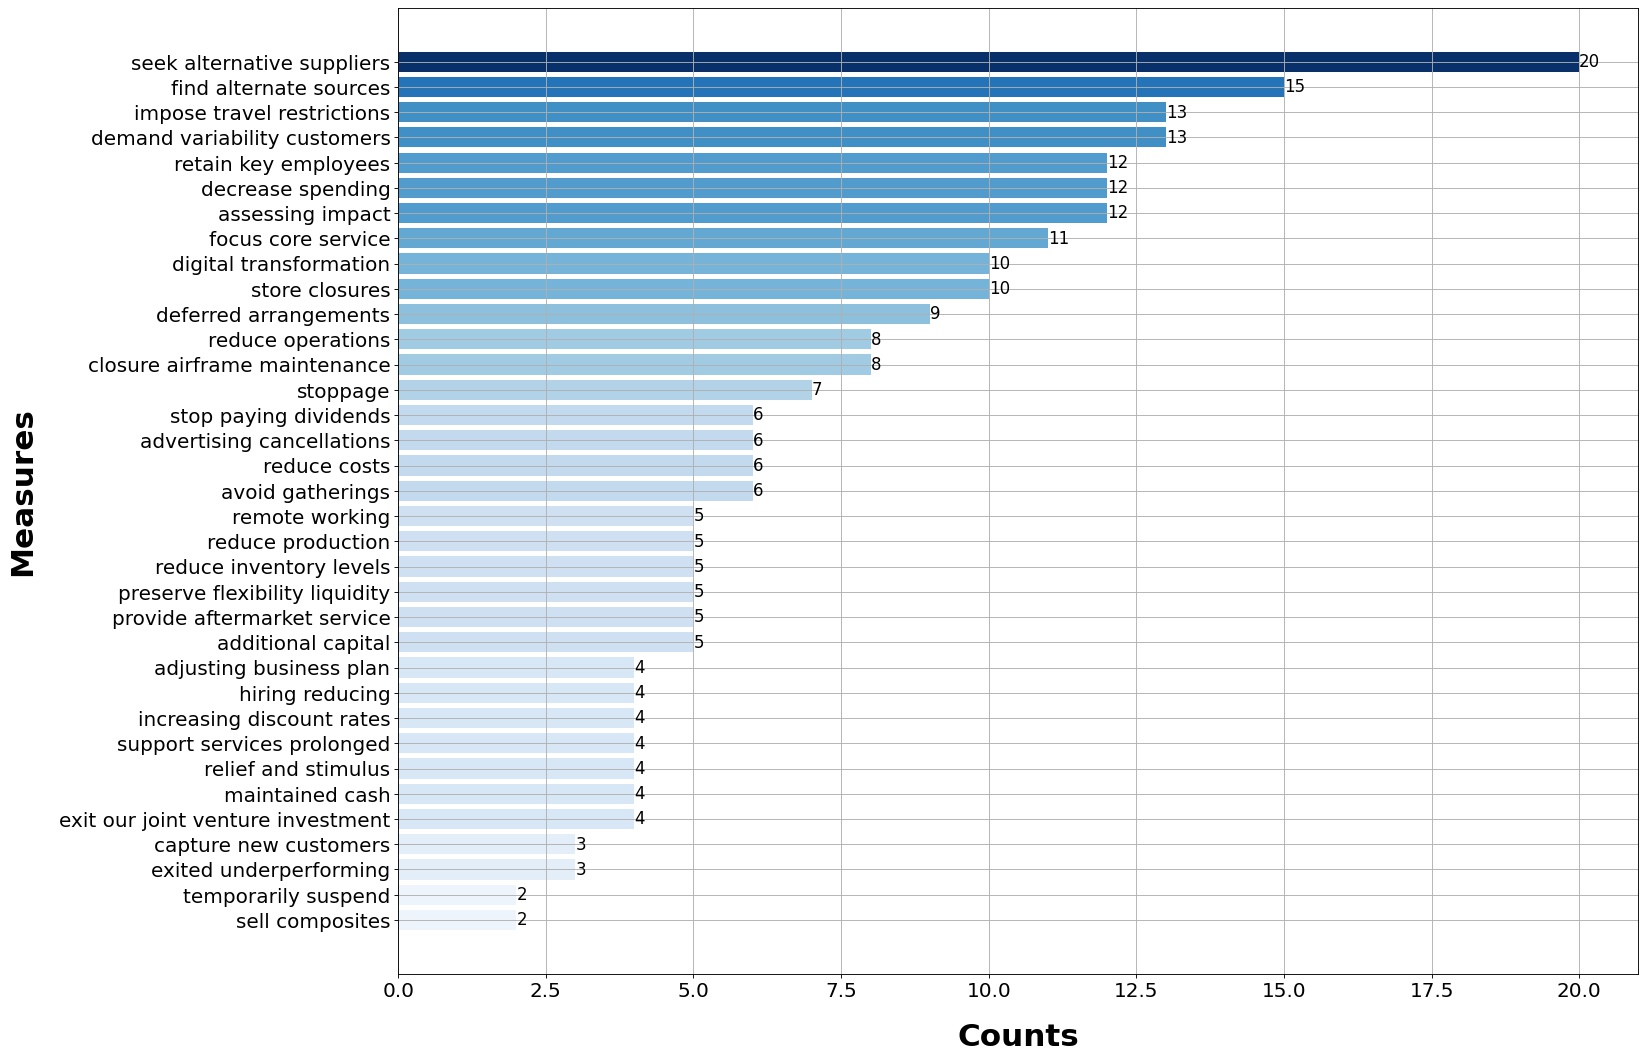 seek alternative suppliers 20
find alternate sources 15
impose travel restrictions 13
demand variability customers 13
retain key employees 12
decrease spending 12
assessing impact 12
focus core service 11
digital transformation 10
store closures 10
deferred arrangements 9
reduce operations 8
closure airframe maintenance 8
stoppage 7
stop paying dividends 6
advertising cancellations 6
reduce costs 6
avoid gatherings 6
remote working 5
reduce production 5
reduce inventory levels 5
preserve flexibility liquidity 5
provide aftermarket service 5
additional capital 5
adjusting business plan 4
hiring reducing 4
increasing discount rates 4
support services prolonged 4
relief and stimulus 4
maintained cash 4
exit our joint venture investment 4
capture new customers 3
exited underperforming 3
temporarily suspend 2
sell composites 2
Measures
0.0 2.5 5.0 7.5 10.0 12.5 15.0 17.5 20.0
Counts